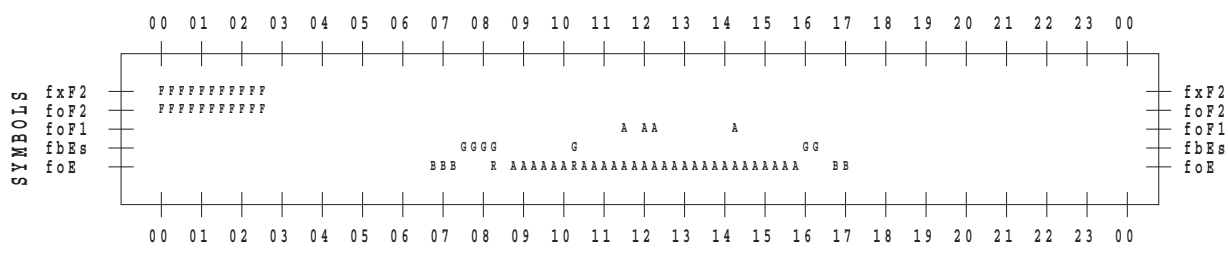 00 01 02 03 04 05 06 07 08 09 10 11 12 13 14 15 16 17 18 19 20 21 22 23 00
SYMBOLS
fxF2 FFFFFFFFFFF fxF2
foF2 FFFFFFFFFFF foF2
foF1 A AA A foF1
fbEs GGGG G GG fbEs
foE BBB R AAAAAARAAAAAAAAAAAAAAAAAAAAAA BB foE
00 01 02 03 04 05 06 07 08 09 10 11 12 13 14 15 16 17 18 19 20 21 22 23 00